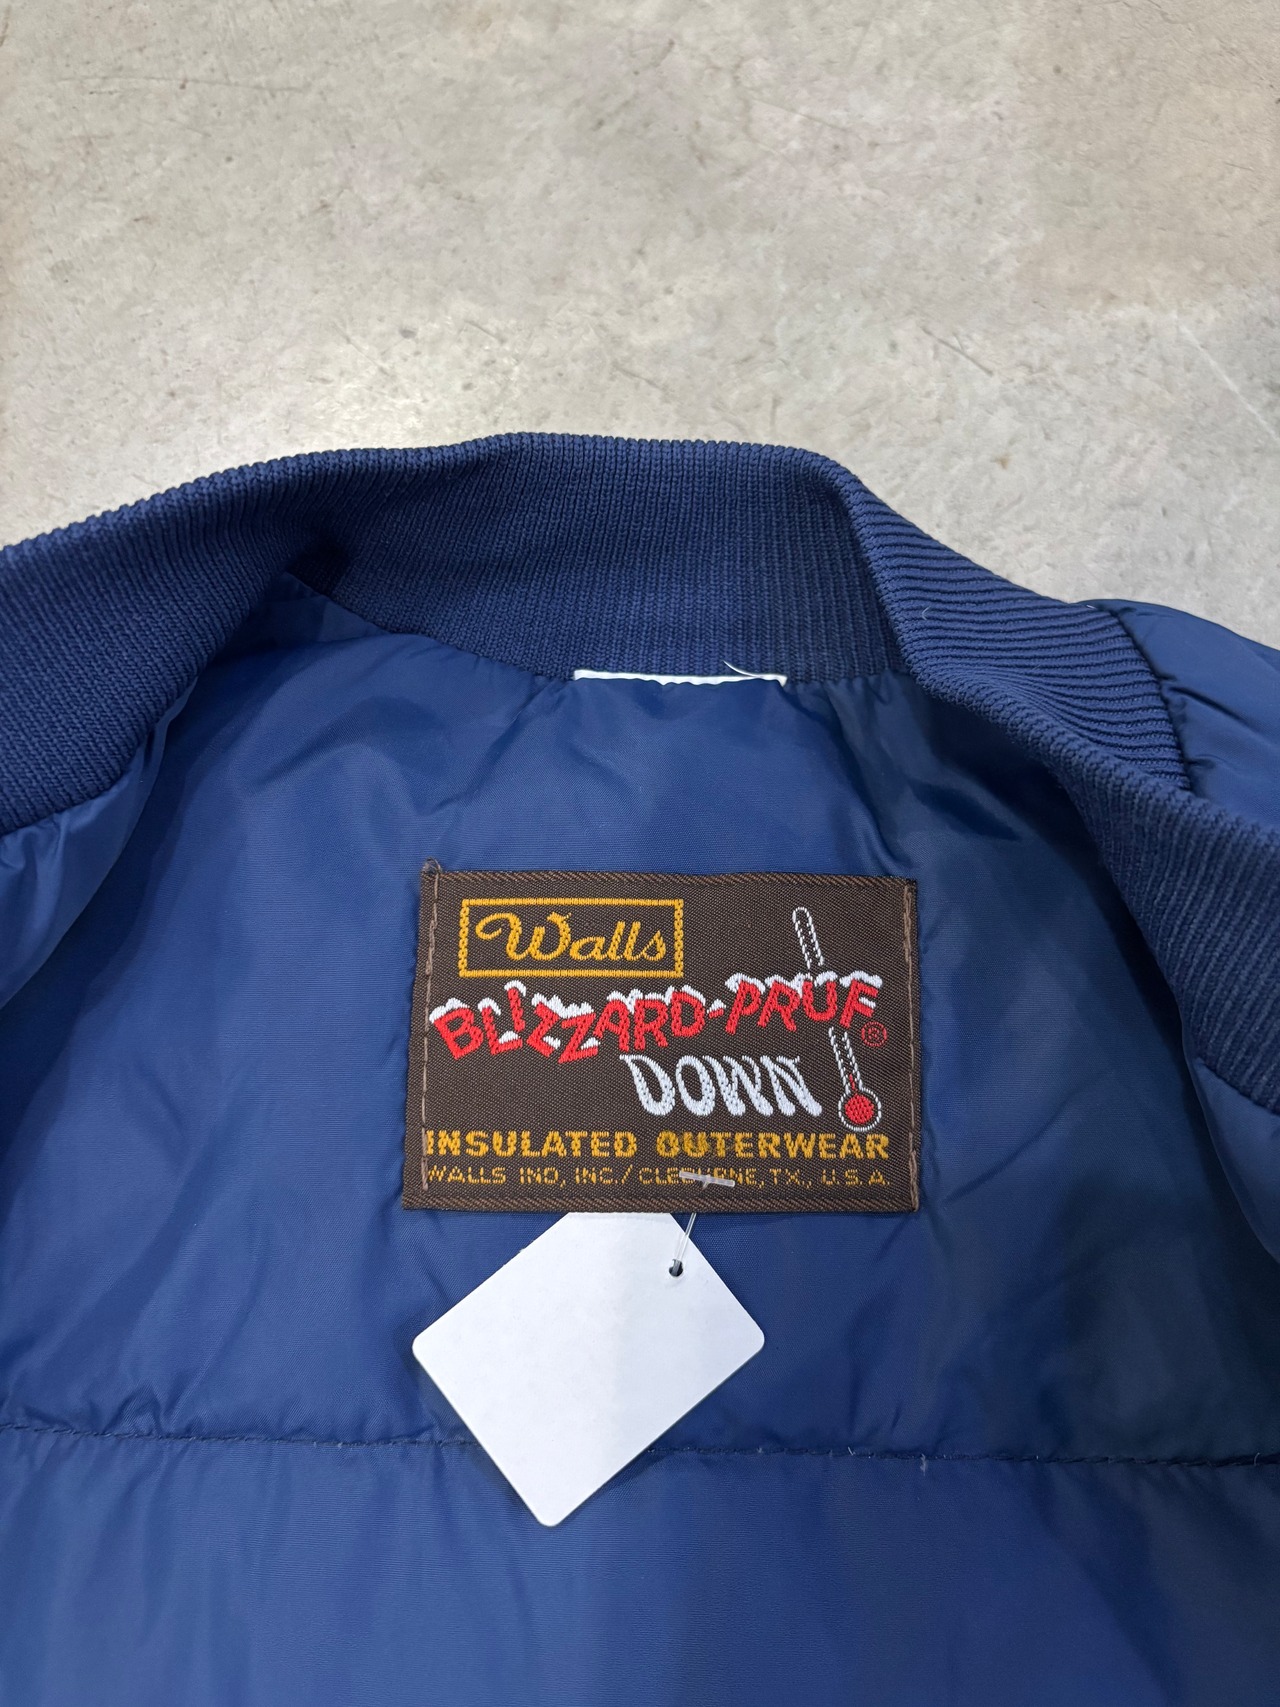 Walls
BLIZZARD-PRUF®
DOWN
INSULATED OUTERWEAR
WALLS IND, INC./CLEBURNE, TX., U.S.A.